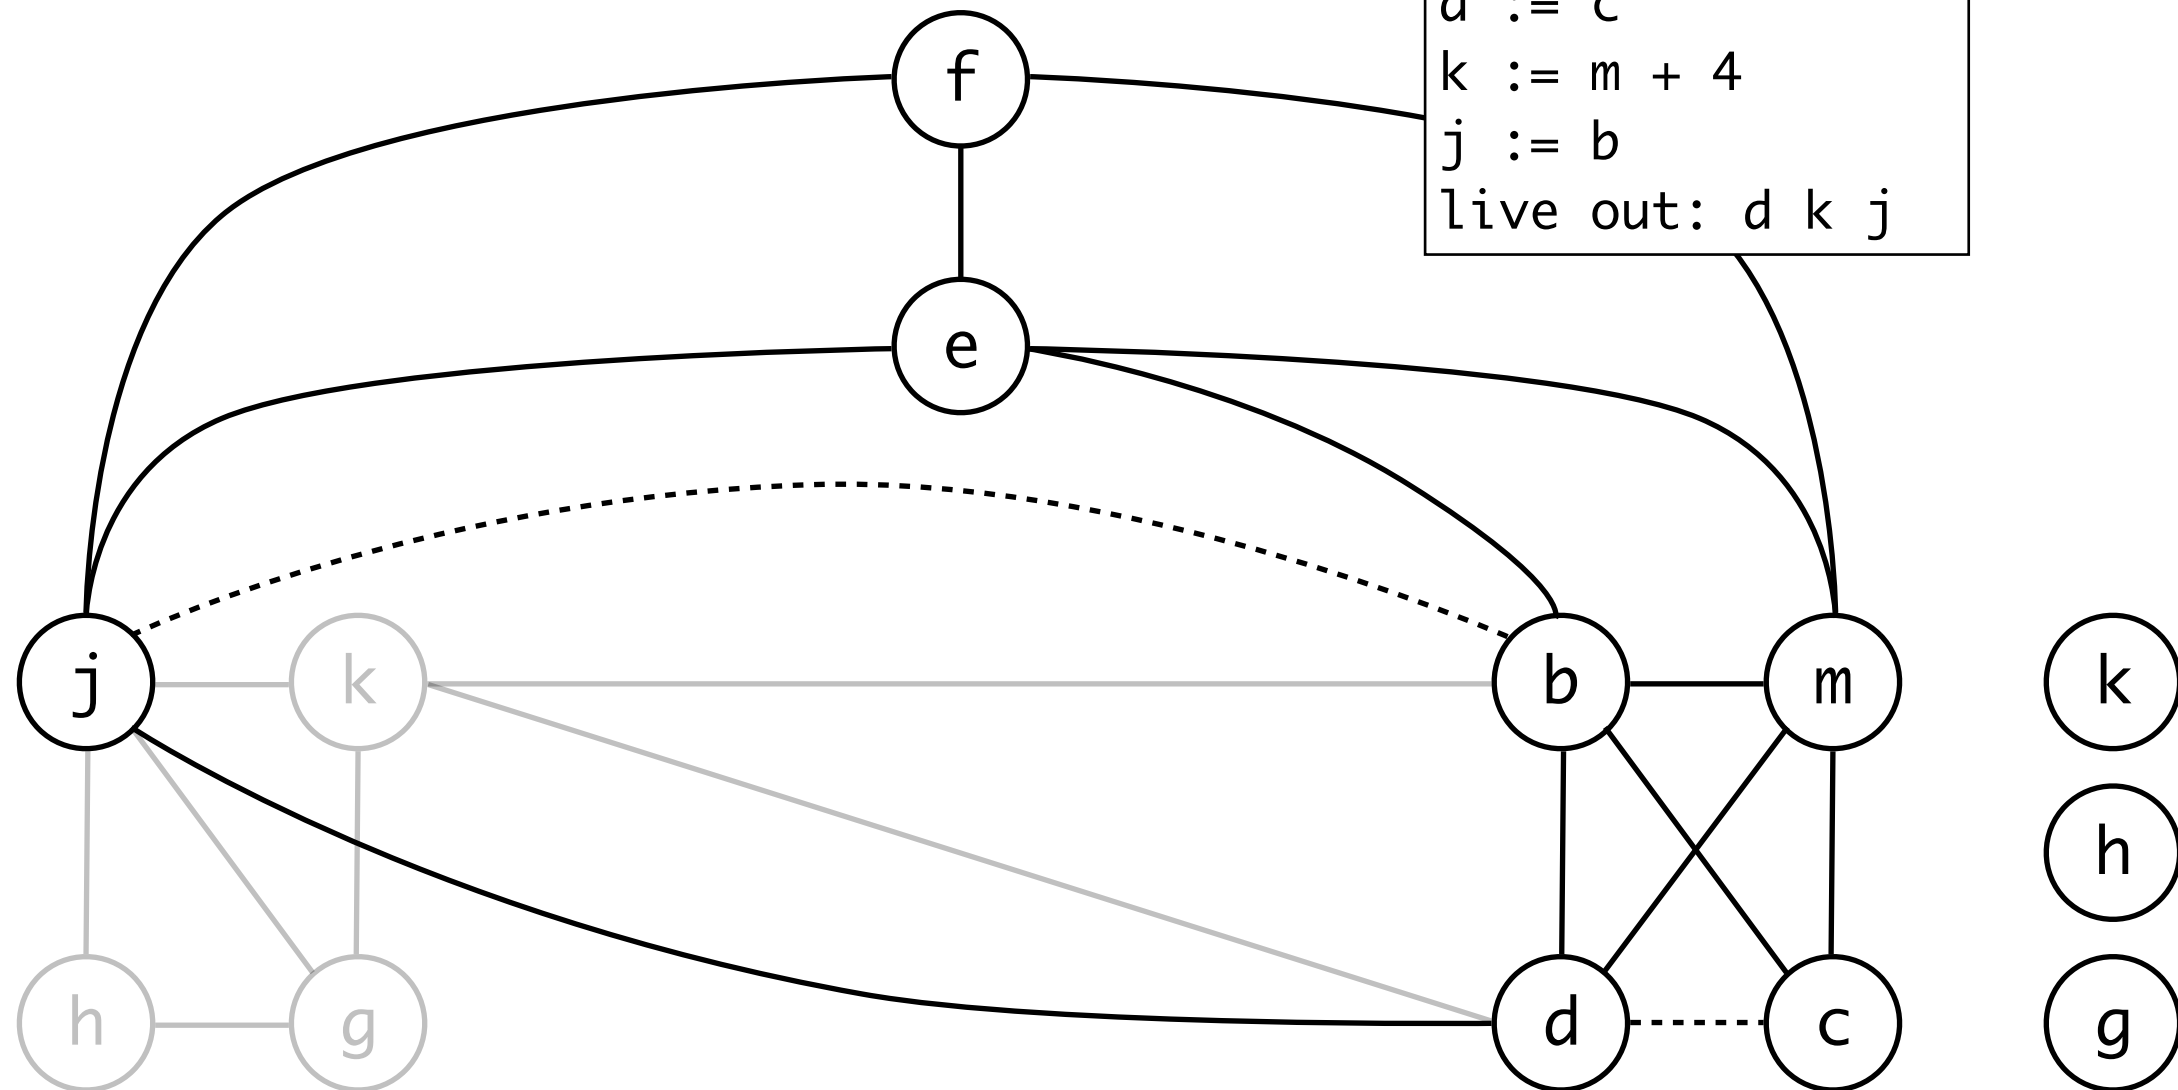 d := c
k := m + 4
j := b
live out: d k j
f
e
j k b m k
h
h g d c g